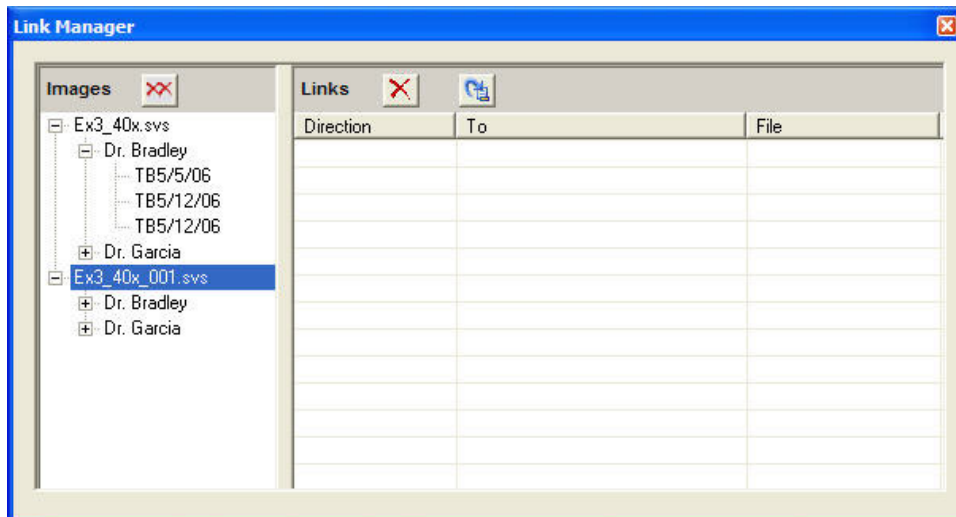 Link Manager
Images
Links
Ex3_40x.svs
Dr. Bradley
TB5/5/06
TB5/12/06
TB5/12/06
Dr. Garcia
Ex3_40x_001.svs
Dr. Bradley
Dr. Garcia
Direction To File